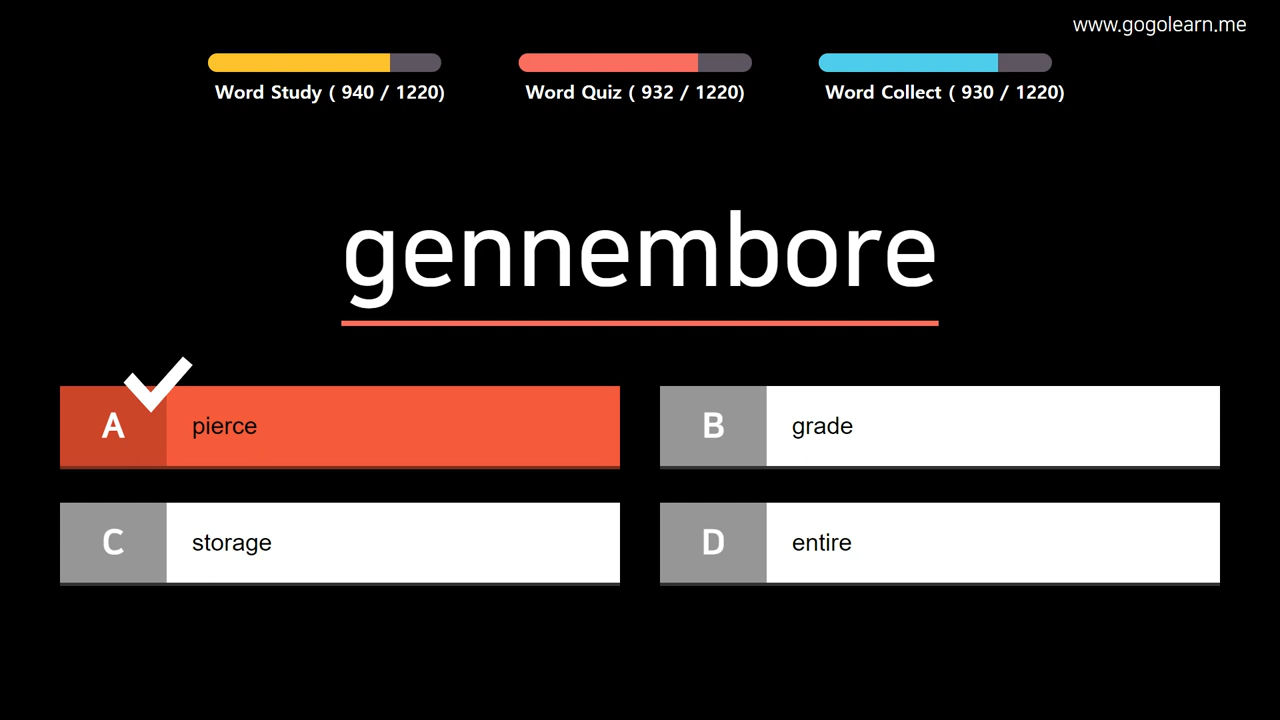 www.gogolearn.me
Word Study ( 940 / 1220)
Word Quiz ( 932 / 1220)
Word Collect ( 930 / 1220)
gennembore
A pierce
B grade
C storage
D entire